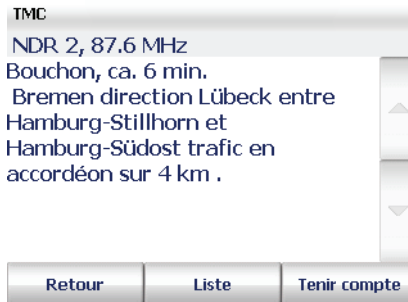 TMC
NDR 2, 87.6 MHz
Bouchon, ca. 6 min.
Bremen direction Lübeck entre
Hamburg-Stillhorn et
Hamburg-Südost trafic en
accordéon sur 4 km .
Retour Liste Tenir compte